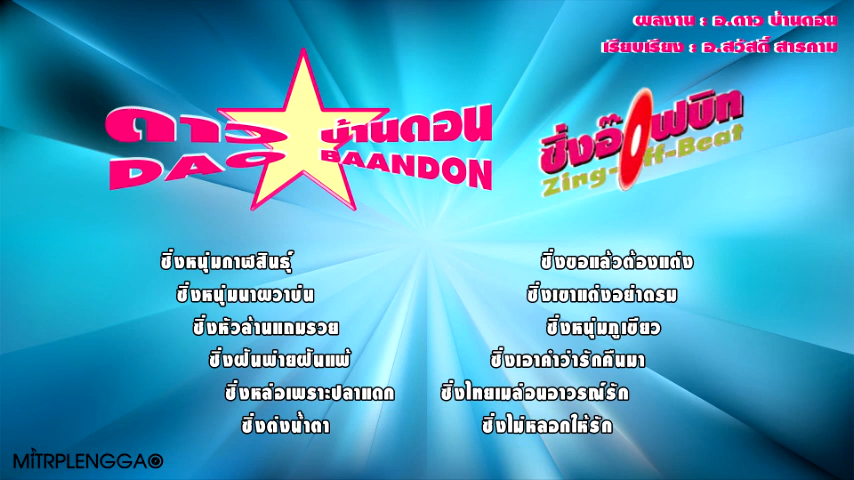 ผลงาน : อ.ดาว บ้านดอน
เรียบเรียง : อ.สวัสดิ์ สารคาม
ดาว บ้านดอน
DAO BAANDON
ซิ่งอ๊อฟบิท
Zing-Off-Beat
ซิ่งหนุ่มกาฬสินธุ์
ซิ่งหนุ่มนาผวาบ่น
ซิ่งหัวล้านแถมรวย
ซิ่งฝันพ่ายฝันแพ้
ซิ่งหล่อเพราะปลาแดก
ซิ่งต่งน้ำตา
ซิ่งขอแล้วต้องแต่ง
ซิ่งเขาแต่งอย่าตรม
ซิ่งหนุ่มภูเขียว
ซิ่งเอาคำว่ารักคืนมา
ซิ่งไทยเมล่อนอาวรณ์รัก
ซิ่งไม่หลอกให้รัก
MITRPLENGGAO